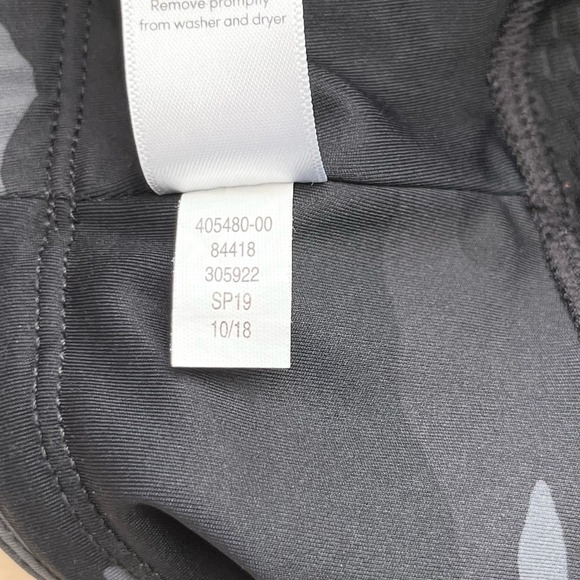 Remove promptly
from washer and dryer
405480-00
84418
305922
SP19
10/18